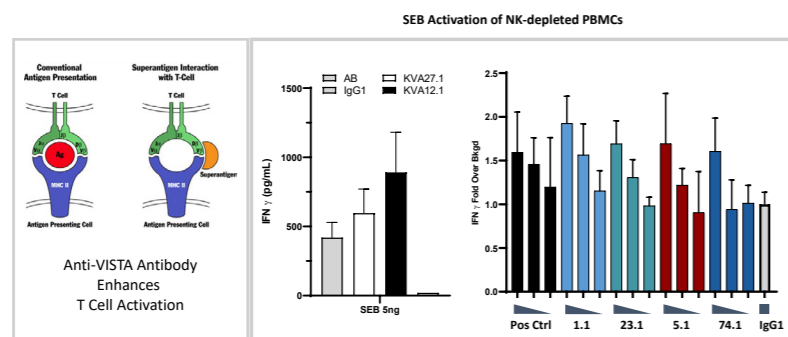 SEB Activation of NK-depleted PBMCs
Conventional
Antigen Presentation
T Cell
Ag
MHC II
Antigen Presenting Cell
Superantigen Interaction
with T-Cell
T Cell
Superantigen
MHC II
Antigen Presenting Cell
Anti-VISTA Antibody
Enhances
T Cell Activation
AB
IgG1
KVA27.1
KVA12.1
IFN γ (pg/mL)
1500
1000
500
0
SEB 5ng
IFN γ Fold Over Bkgd
2.5
2.0
1.5
1.0
0.5
0.0
Pos Ctrl 1.1 23.1 5.1 74.1 IgG1